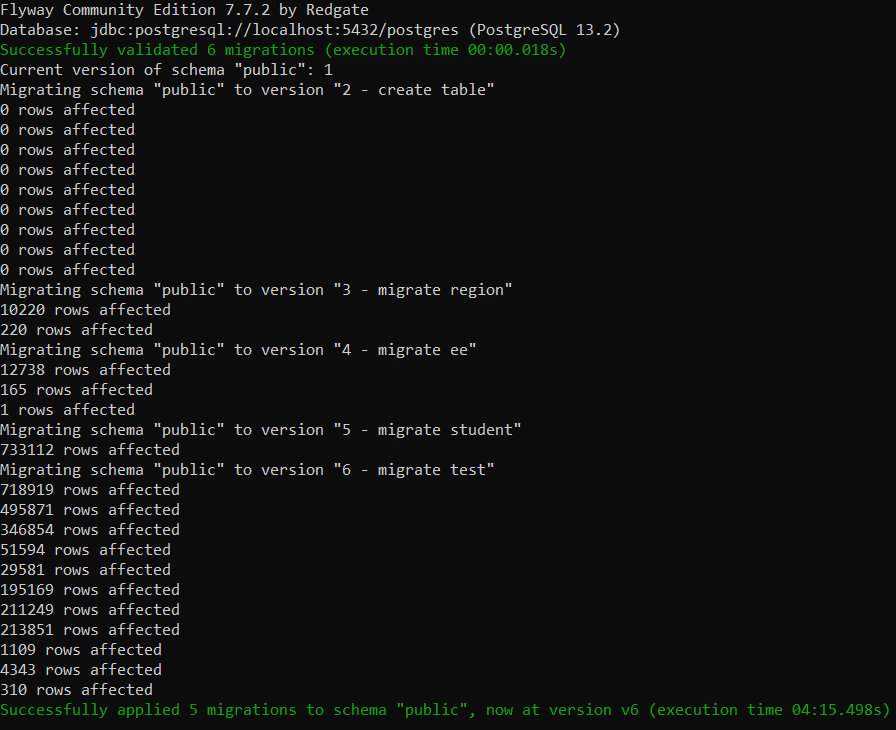 Flyway Community Edition 7.7.2 by Redgate
Database: jdbc:postgresql://localhost:5432/postgres (PostgreSQL 13.2)
Successfully validated 6 migrations (execution time 00:00.018s)
Current version of schema "public": 1
Migrating schema "public" to version "2 - create table"
0 rows affected
0 rows affected
0 rows affected
0 rows affected
0 rows affected
0 rows affected
0 rows affected
0 rows affected
0 rows affected
Migrating schema "public" to version "3 - migrate region"
10220 rows affected
220 rows affected
Migrating schema "public" to version "4 - migrate ee"
12738 rows affected
165 rows affected
1 rows affected
Migrating schema "public" to version "5 - migrate student"
733112 rows affected
Migrating schema "public" to version "6 - migrate test"
718919 rows affected
495871 rows affected
346854 rows affected
51594 rows affected
29581 rows affected
195169 rows affected
211249 rows affected
213851 rows affected
1109 rows affected
4343 rows affected
310 rows affected
Successfully applied 5 migrations to schema "public", now at version v6 (execution time 04:15.498s)